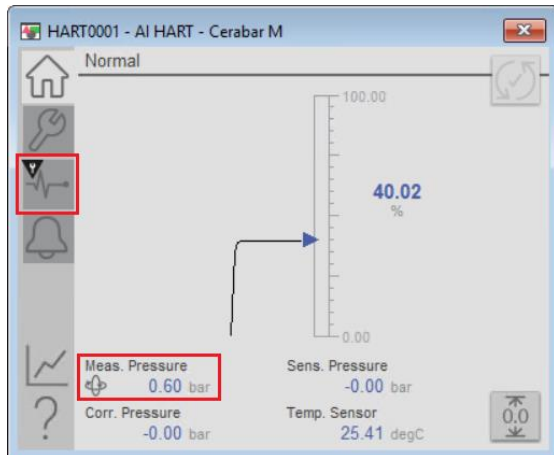 HART0001 - AI HART - Cerabar M
Normal
100.00
40.02
%
0.00
Meas. Pressure
0.60 bar
Sens. Pressure
-0.00 bar
Corr. Pressure
-0.00 bar
Temp. Sensor
25.41 degC
?
0.0